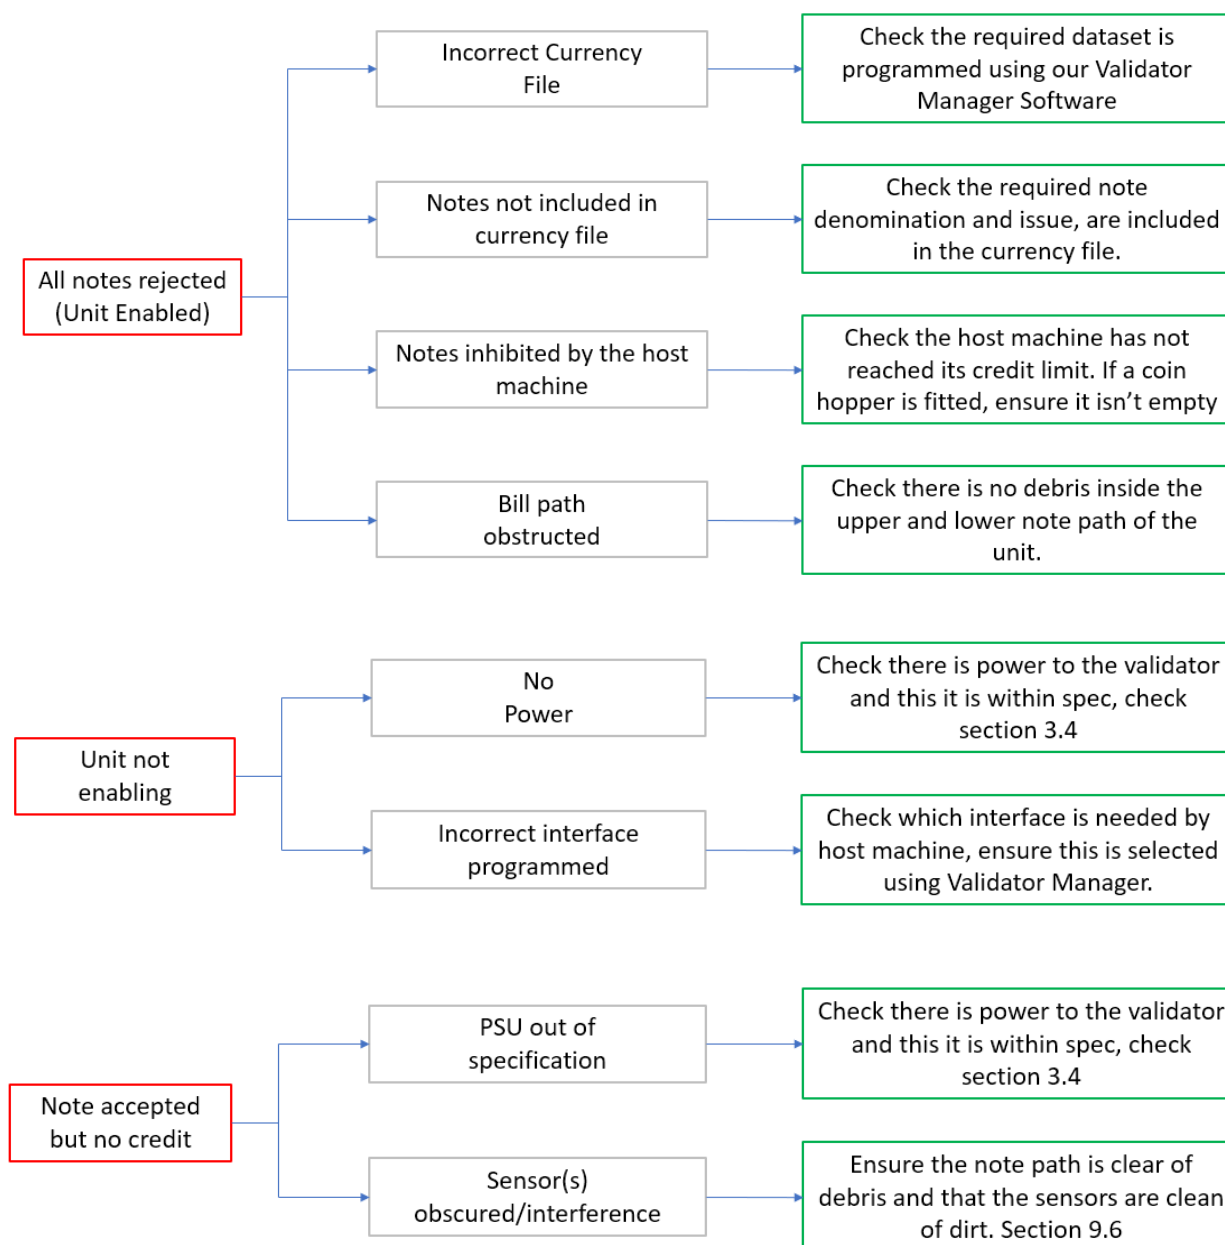 Incorrect Currency
File
Check the required dataset is
programmed using our Validator
Manager Software
Notes not included in
currency file
Check the required note
denomination and issue, are included
in the currency file.
All notes rejected
(Unit Enabled)
Notes inhibited by the host
machine
Check the host machine has not
reached its credit limit. If a coin
hopper is fitted, ensure it isn't empty
Bill path
obstructed
Check there is no debris inside the
upper and lower note path of the
unit.
No
Power
Check there is power to the validator
and this it is within spec, check
section 3.4
Unit not
enabling
Incorrect interface
programmed
Check which interface is needed by
host machine, ensure this is selected
using Validator Manager.
PSU out of
specification
Check there is power to the validator
and this it is within spec, check
section 3.4
Note accepted
but no credit
Sensor(s)
obscured/interference
Ensure the note path is clear of
debris and that the sensors are clean
of dirt. Section 9.6